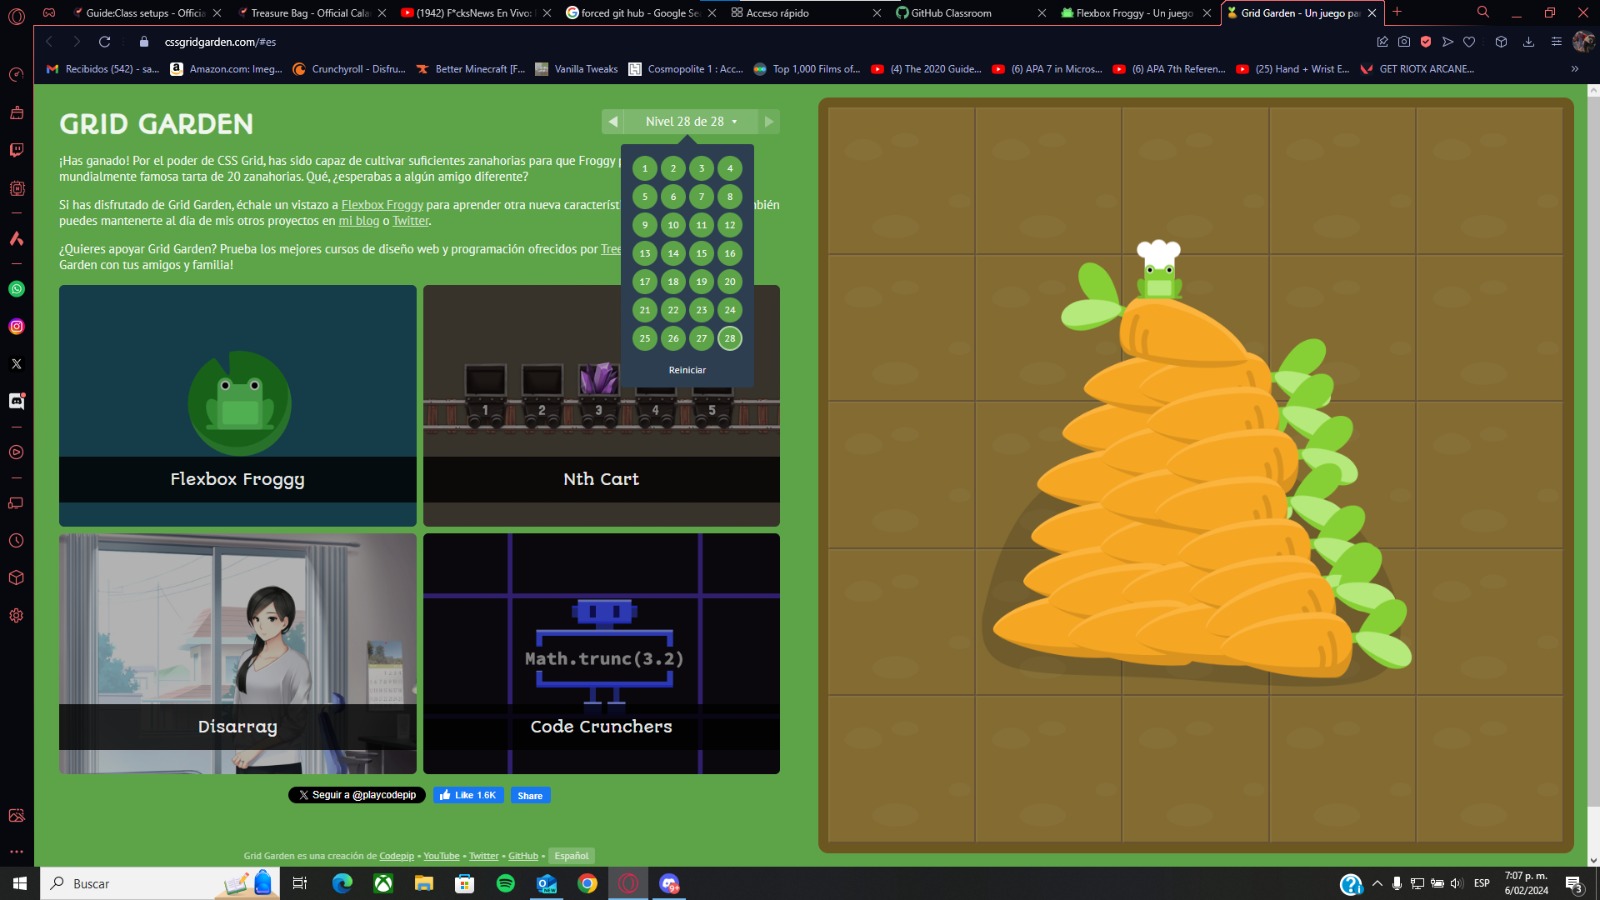 Guide:Class setups - Officia
Treasure Bag - Official Cala
(1942) F*cksNews En Vivo:
forced git hub - Google Se
Acceso rápido
GitHub Classroom
Flexbox Froggy - Un juego
Grid Garden - Un juego pa
cssgridgarden.com/#es
Recibidos (542) - sa...
Amazon.com: Imeg...
Crunchyroll - Disfru...
Better Minecraft [F...
Vanilla Tweaks
Cosmopolite 1 : Acc...
Top 1,000 Films of...
(4) The 2020 Guide...
(6) APA 7 in Micros...
(6) APA 7th Referen...
(25) Hand + Wrist E...
GET RIOTX ARCANE...
GRID GARDEN
Nivel 28 de 28
¡Has ganado! Por el poder de CSS Grid, has sido capaz de cultivar suficientes zanahorias para que Froggy
mundialmente famosa tarta de 20 zanahorias. Qué, ¿esperabas a algún amigo diferente?
Si has disfrutado de Grid Garden, échale un vistazo a Flexbox Froggy para aprender otra nueva característi bién
puedes mantenerte al día de mis otros proyectos en mi blog o Twitter.
¿Quieres apoyar Grid Garden? Prueba los mejores cursos de diseño web y programación ofrecidos por Tree
Garden con tus amigos y familia!
1 2 3 4
5 6 7 8
9 10 11 12
13 14 15 16
17 18 19 20
21 22 23 24
25 26 27 28
Reiniciar
1 2 3 4 5
Flexbox Froggy
Nth Cart
Math.trunc(3.2)
Disarray
Code Crunchers
Seguir a @playcodepip
Like 1.6K
Share
Grid Garden es una creación de Codepip • YouTube • Twitter • GitHub • Español
Buscar
9+
ESP
7:07 p. m.
6/02/2024
3